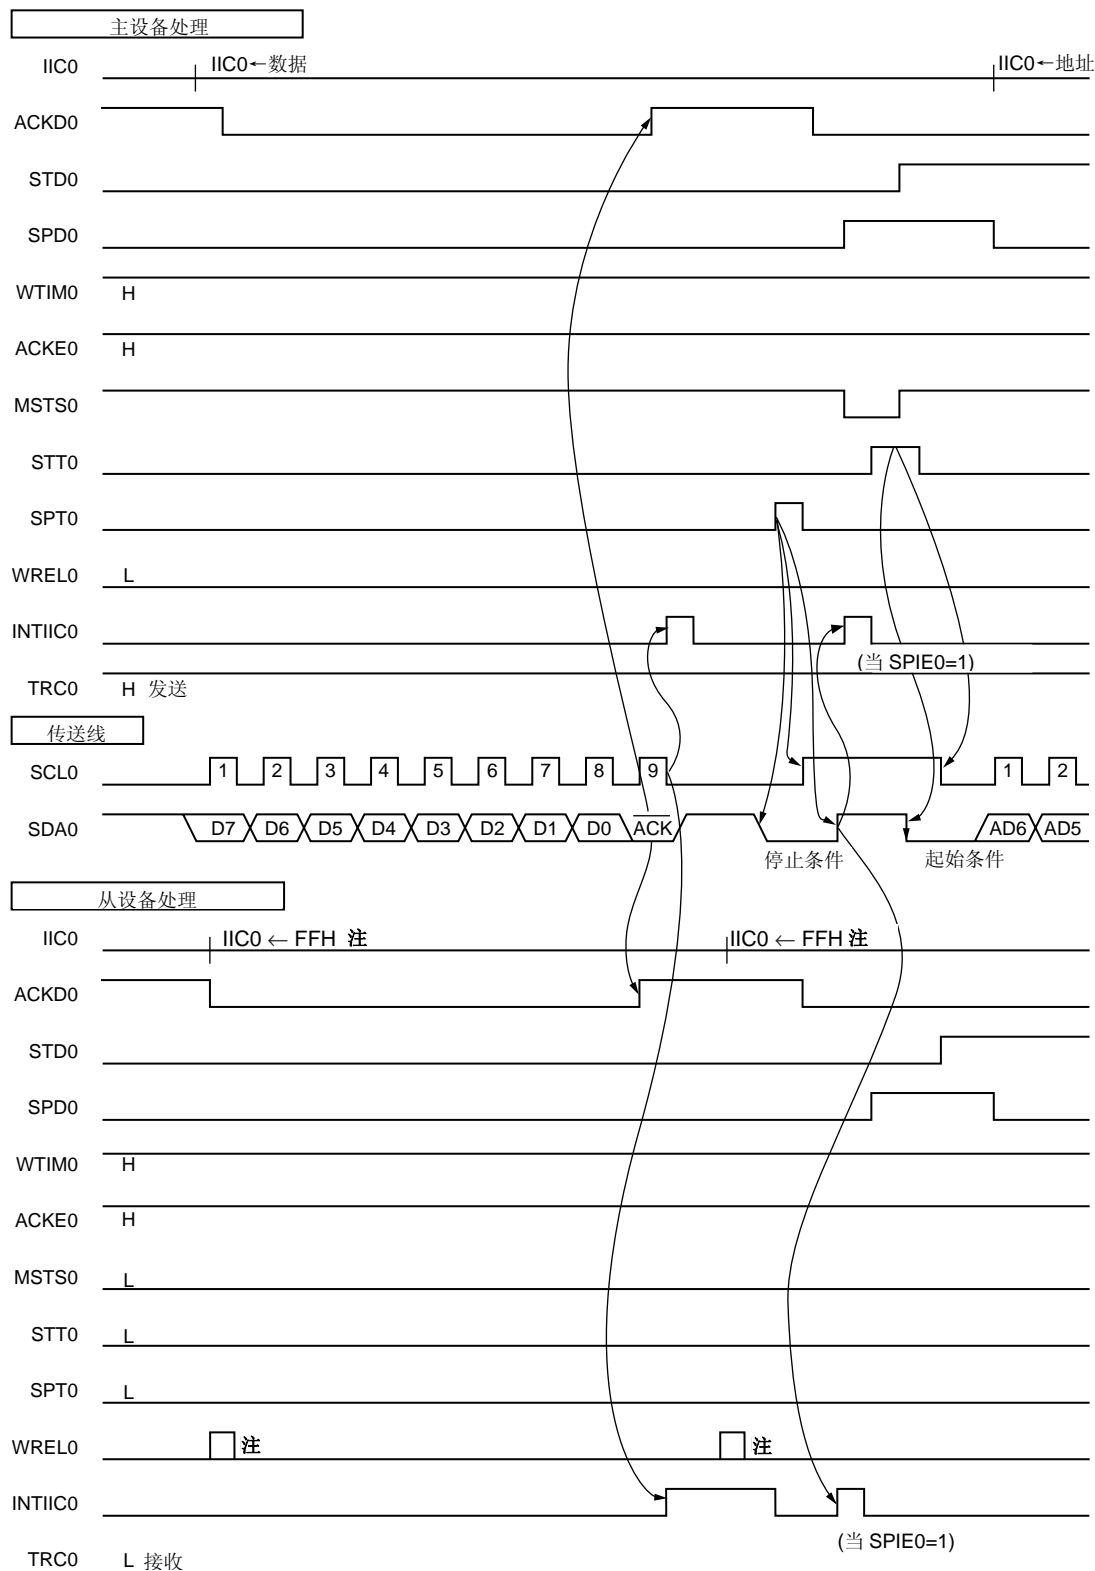 主设备处理
IIC0 IIC0←数据 IIC0←地址
ACKD0
STD0
SPD0
WTIM0 H
ACKE0 H
MSTS0
STT0
SPT0
WREL0 L
INTIIC0
(当 SPIE0=1)
TRC0 H 发送
传送线
SCL0 1 2 3 4 5 6 7 8 9 1 2
SDA0 D7 D6 D5 D4 D3 D2 D1 D0 ACK AD6 AD5
停止条件 起始条件
从设备处理
IIC0 IIC0 ← FFH 注 IIC0 ← FFH 注
ACKD0
STD0
SPD0
WTIM0 H
ACKE0 H
MSTS0 L
STT0 L
SPT0 L
WREL0 注 注
INTIIC0
(当 SPIE0=1)
TRC0 L 接收